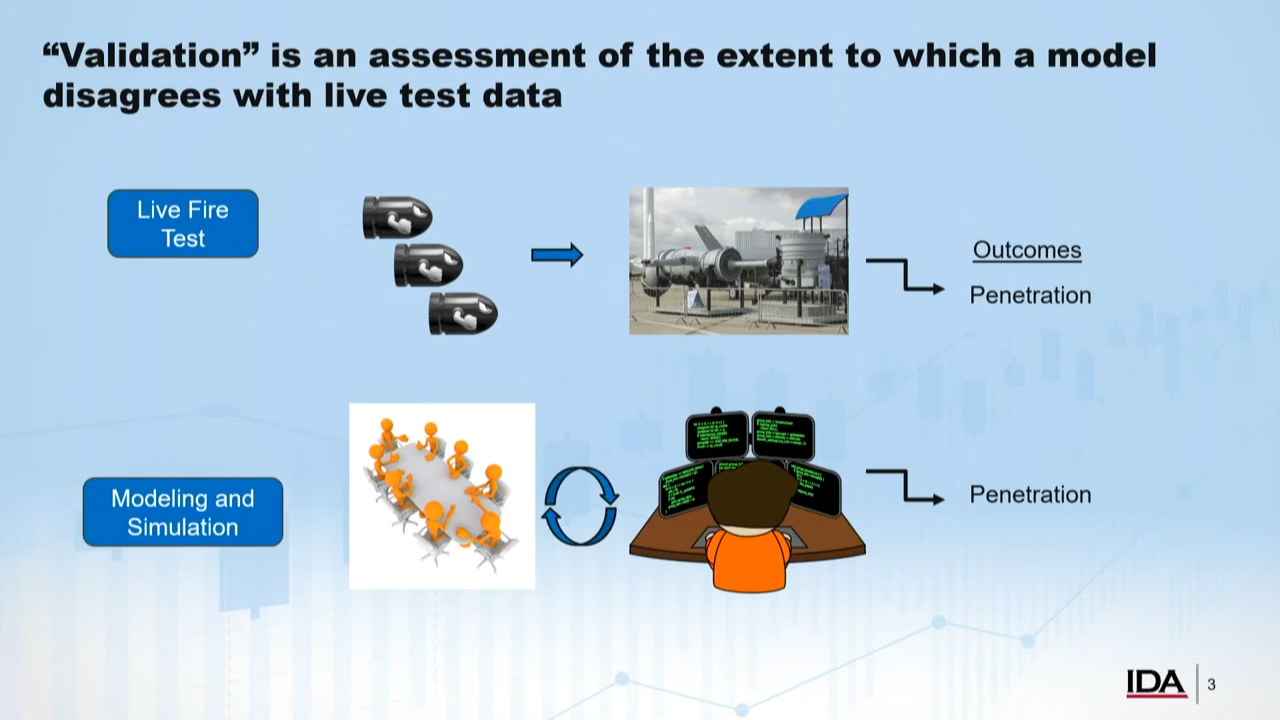 “Validation” is an assessment of the extent to which a model
disagrees with live test data
Live Fire
Test
Outcomes
Penetration
Modeling and
Simulation
Penetration
IDA
3